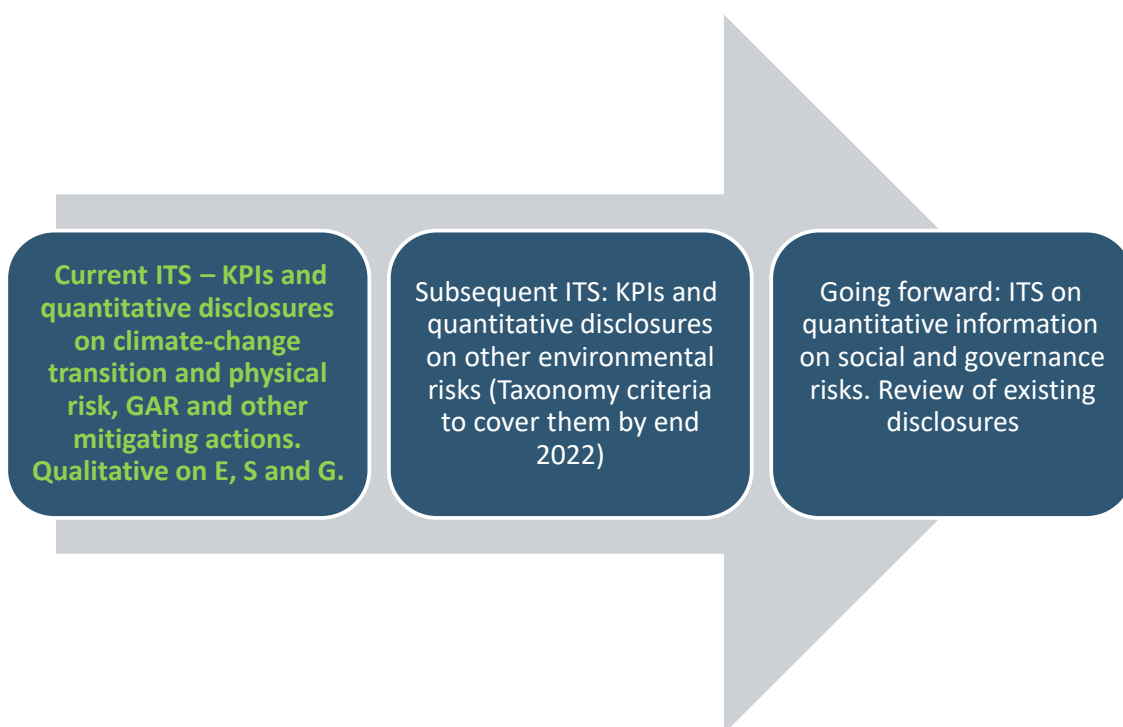 Current ITS – KPIs and
quantitative disclosures
on climate-change
transition and physical
risk, GAR and other
mitigating actions.
Qualitative on E, S and G.
Subsequent ITS: KPIs and
quantitative disclosures
on other environmental
risks (Taxonomy criteria
to cover them by end
2022)
Going forward: ITS on
quantitative information
on social and governance
risks. Review of existing
disclosures